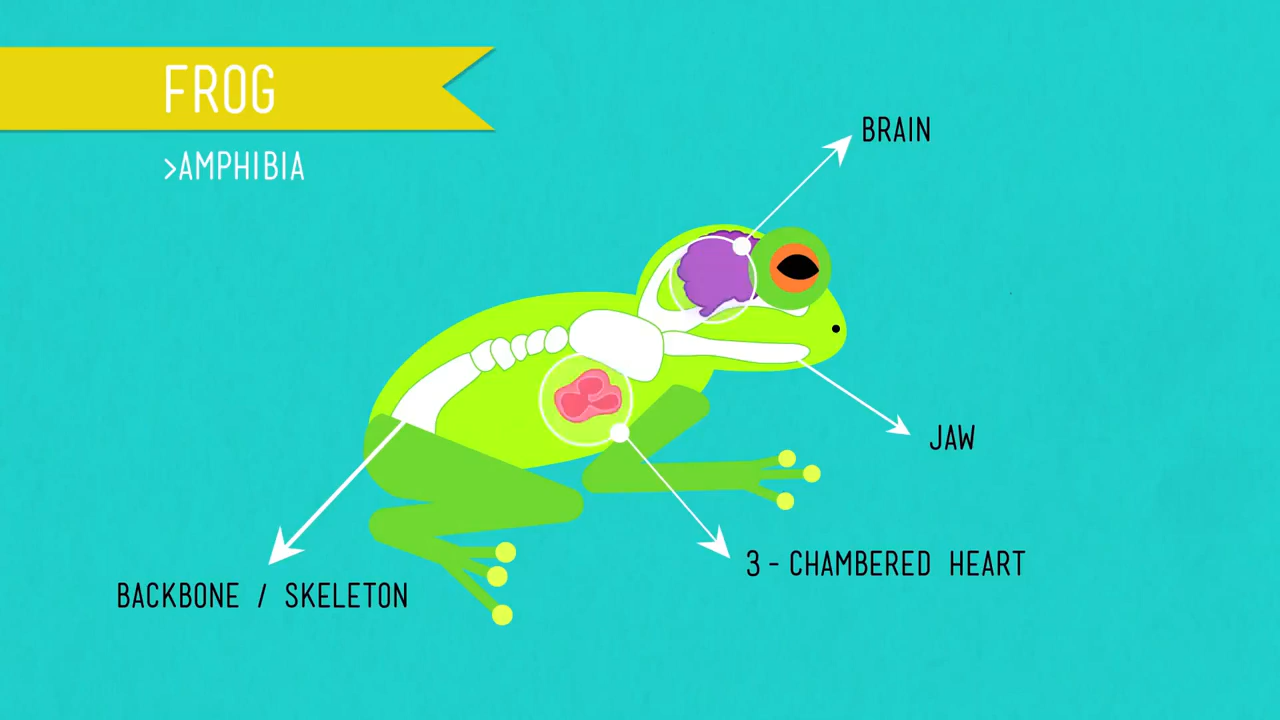 FROG
>AMPHIBIA
BRAIN
JAW
3 - CHAMBERED HEART
BACKBONE / SKELETON